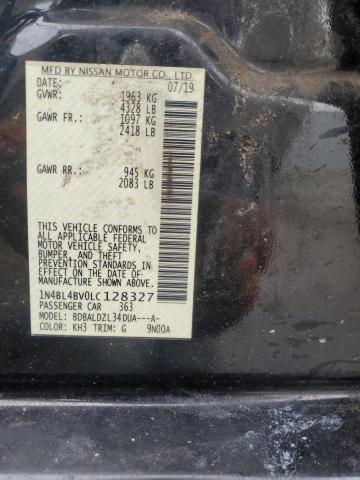 MFD BY NISSAN MOTOR CO., LTD.
DATE: 07/19
GVWR: 1963 KG
4328 LB
GAWR FR.: 1097 KG
2418 LB
GAWR RR.: 945 KG
2083 LB
THIS VEHICLE CONFORMS TO
ALL APPLICABLE FEDERAL
MOTOR VEHICLE SAFETY,
BUMPER, AND THEFT
PREVENTION STANDARDS IN
EFFECT ON THE DATE OF
MANUFACTURE SHOWN ABOVE.
1N4BL4BV0LC128327
PASSENGER CAR 363
MODEL: BDBALDZL34DUA---A-
COLOR: KH3 TRIM: G 9N00A